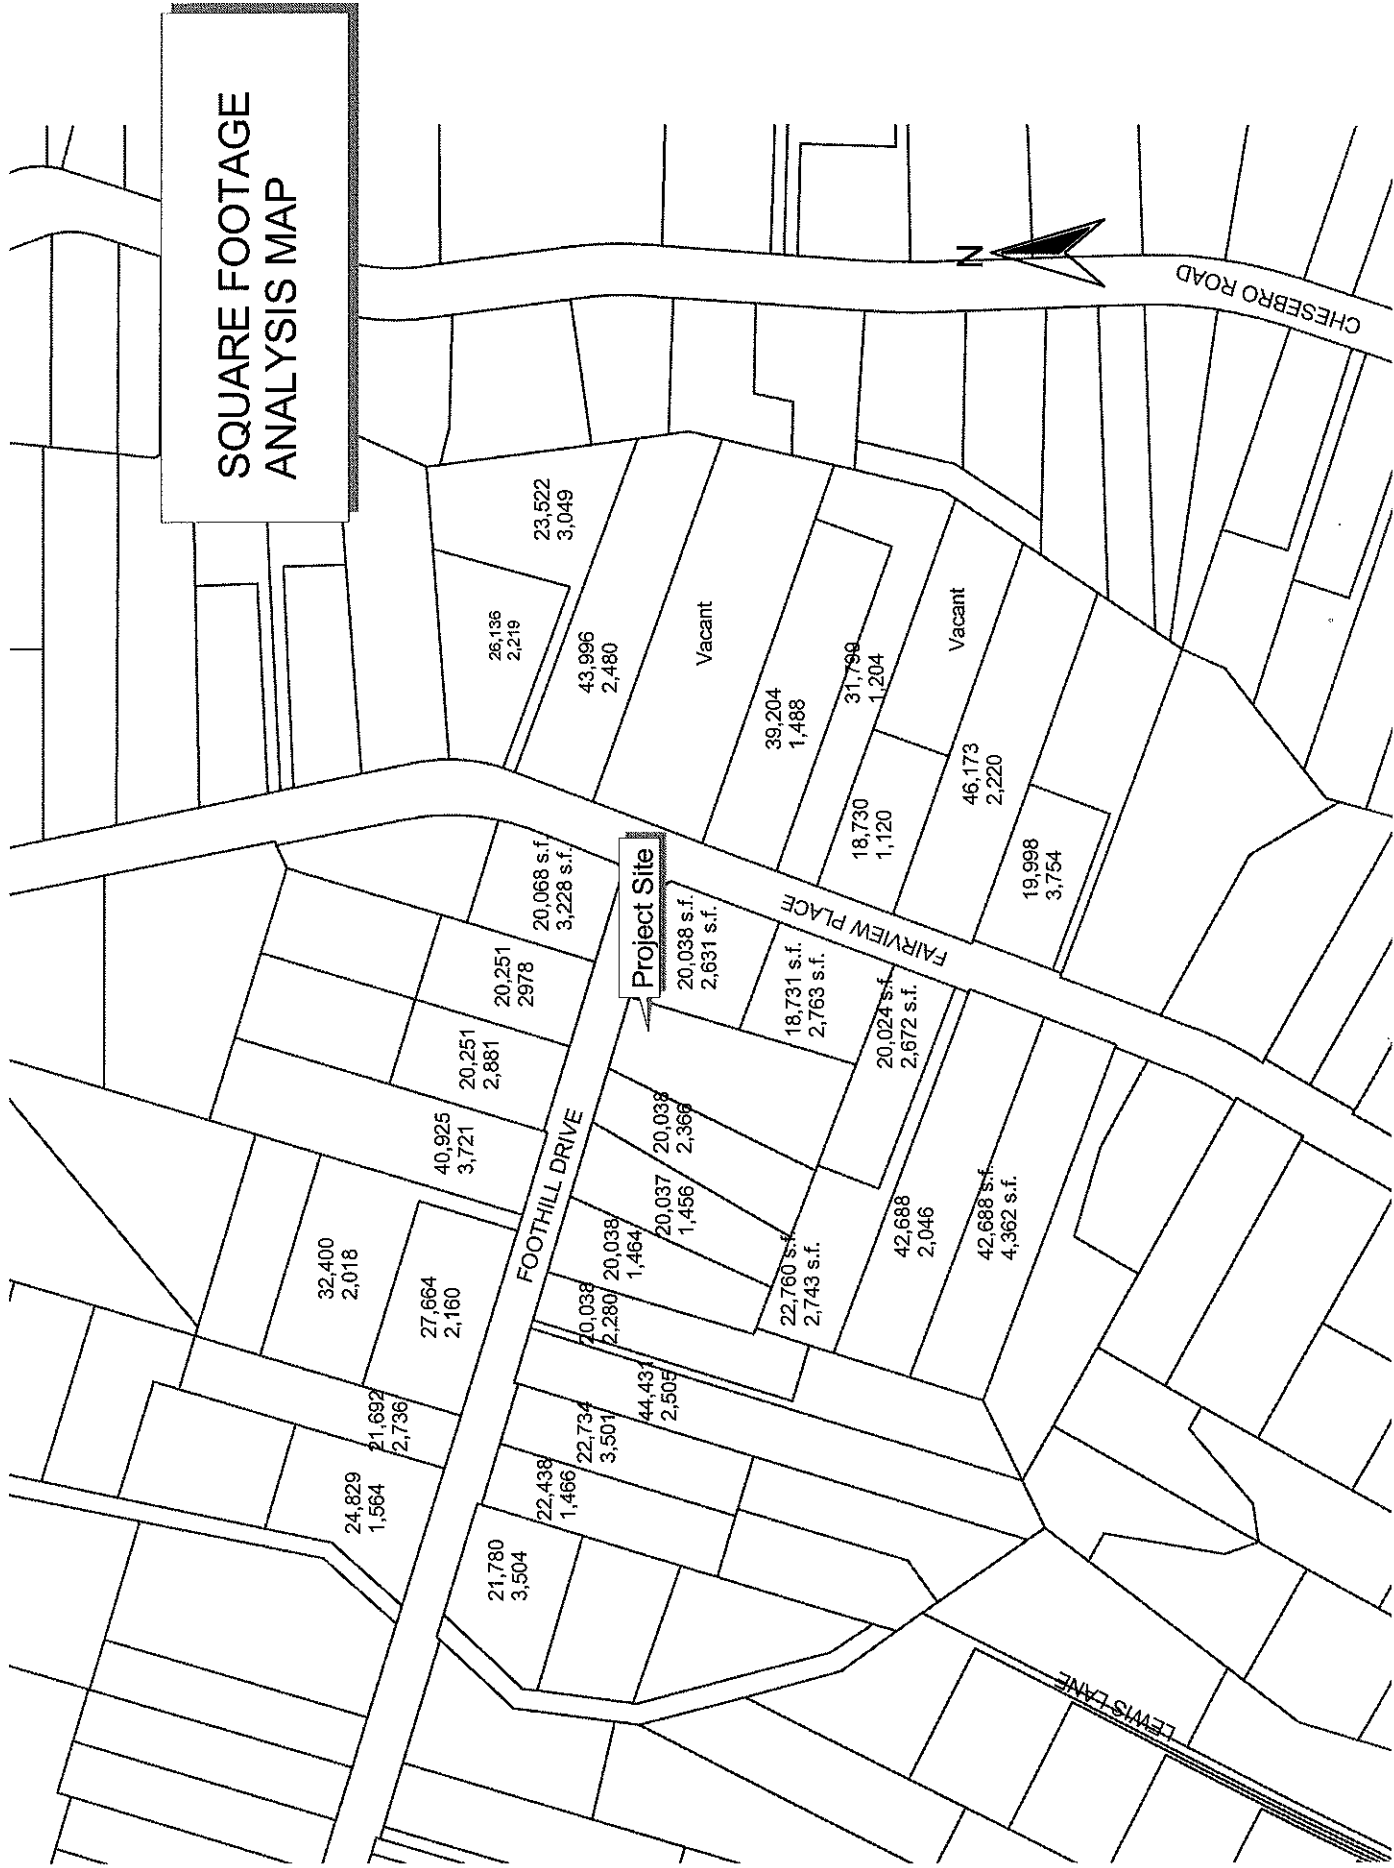 SQUARE FOOTAGE
ANALYSIS MAP
N
CHESEBRO ROAD
23,522
3,049
26,136
2,219
43,996
2,480
Vacant
39,204
1,488
31,799
1,204
Vacant
18,730
1,120
46,173
2,220
19,998
3,754
FAIRVIEW PLACE
Project Site
20,068 s.f.
3,228 s.f.
20,251
2978
20,251
2,881
40,925
3,721
32,400
2,018
27,664
2,160
21,692
2,736
24,829
1,564
FOOTHILL DRIVE
20,038 s.f.
2,631 s.f.
18,731 s.f.
2,763 s.f.
20,024 s.f.
2,672 s.f.
20,038
2,366
20,037
1,456
20,038
1,464
20,038
2,280
22,760 s.f.
2,743 s.f.
42,688
2,046
42,688 s.f.
4,362 s.f.
44,431
2,505
22,734
3,501
22,438
1,466
21,780
3,504
LEWIS LANE